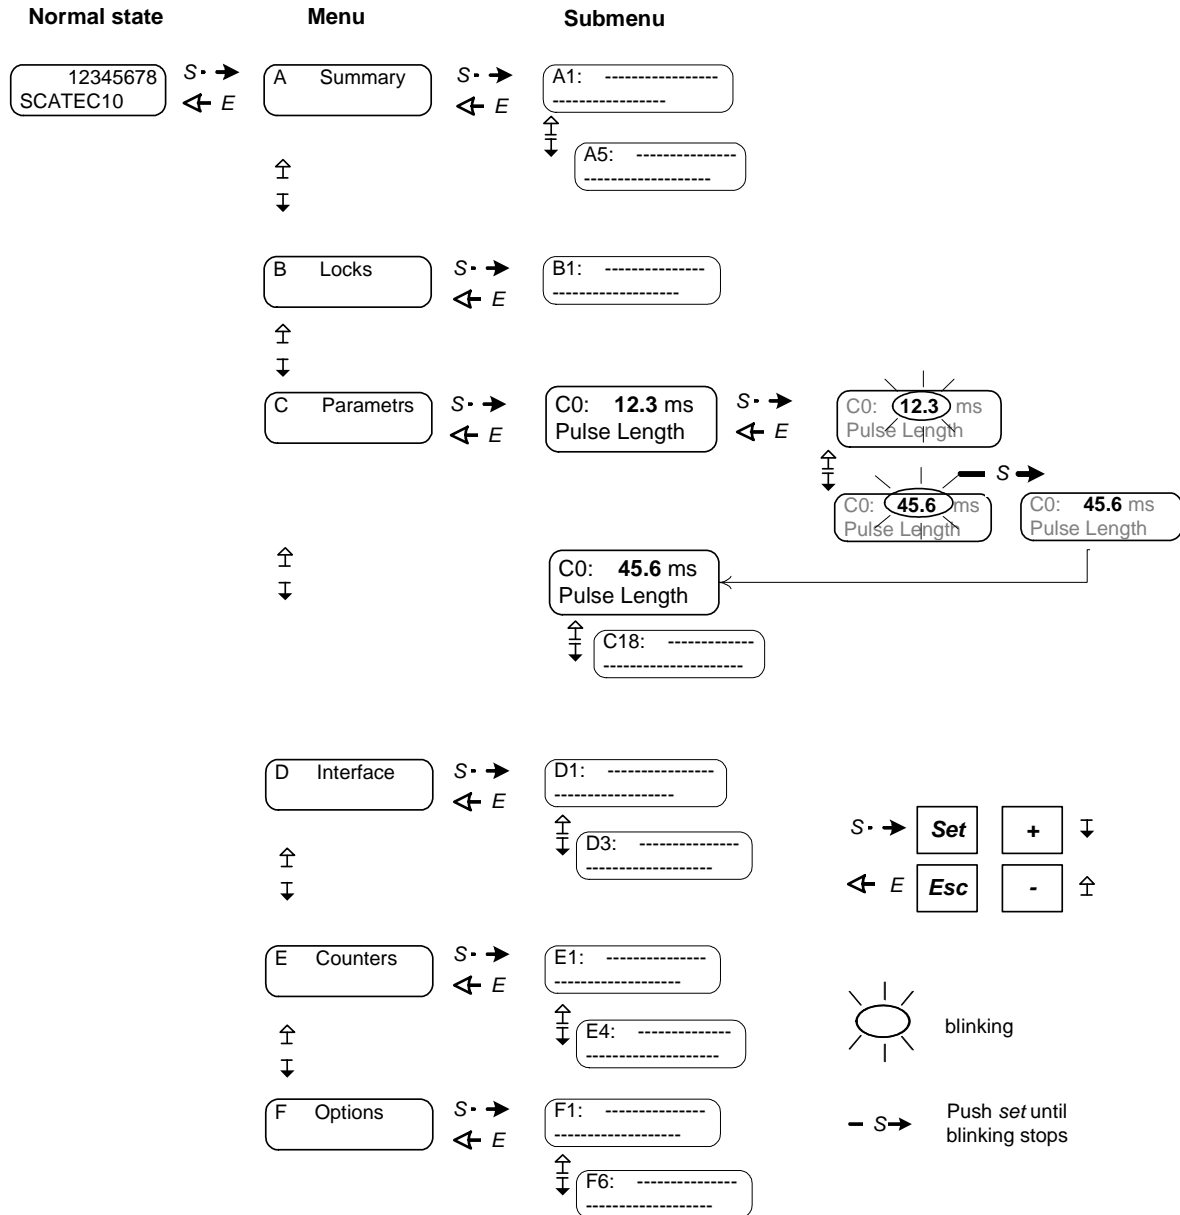 Normal state Menu Submenu
12345678
SCATEC10
S
E
A Summary
S
E
A1: -----------------
-----------------
A5: ---------------
-------------------
B Locks
S
E
B1: ---------------
-------------------
C Parametrs
S
E
C0: 12.3 ms
Pulse Length
S
E
C0: 12.3 ms
Pulse Length
C0: 45.6 ms
Pulse Length
S
C0: 45.6 ms
Pulse Length
C0: 45.6 ms
Pulse Length
C18: -------------
---------------------
D Interface
S
E
D1: ----------------
------------------
D3: ---------------
-------------------
S Set +
E Esc -
E Counters
S
E
E1: ---------------
-------------------
E4: --------------
--------------------
blinking
F Options
S
E
F1: ---------------
-------------------
F6: ---------------
-------------------
S Push set until
blinking stops